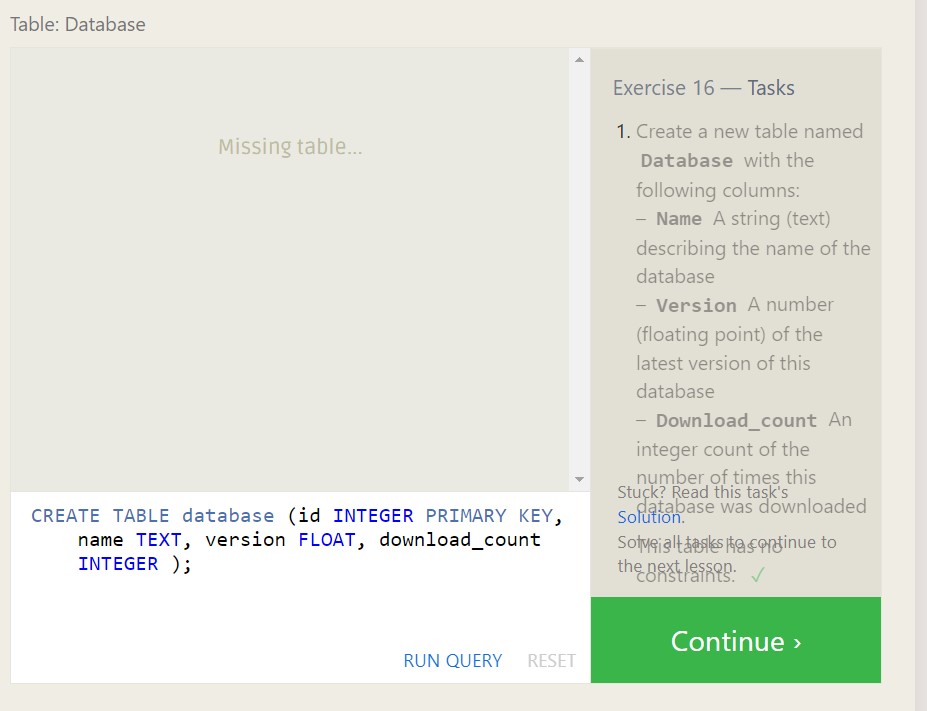 Table: Database
Missing table...
Exercise 16 — Tasks
1. Create a new table named
Database with the
following columns:
– Name A string (text)
describing the name of the
database
– Version A number
(floating point) of the
latest version of this
database
– Download_count An
integer count of the
number of times this
database was downloaded
This table has no
constraints. ✓
Stuck? Read this task's
Solution.
Solve all tasks to continue to
the next lesson.
Continue ›
CREATE TABLE database (id INTEGER PRIMARY KEY,
name TEXT, version FLOAT, download_count
INTEGER );
RUN QUERY RESET